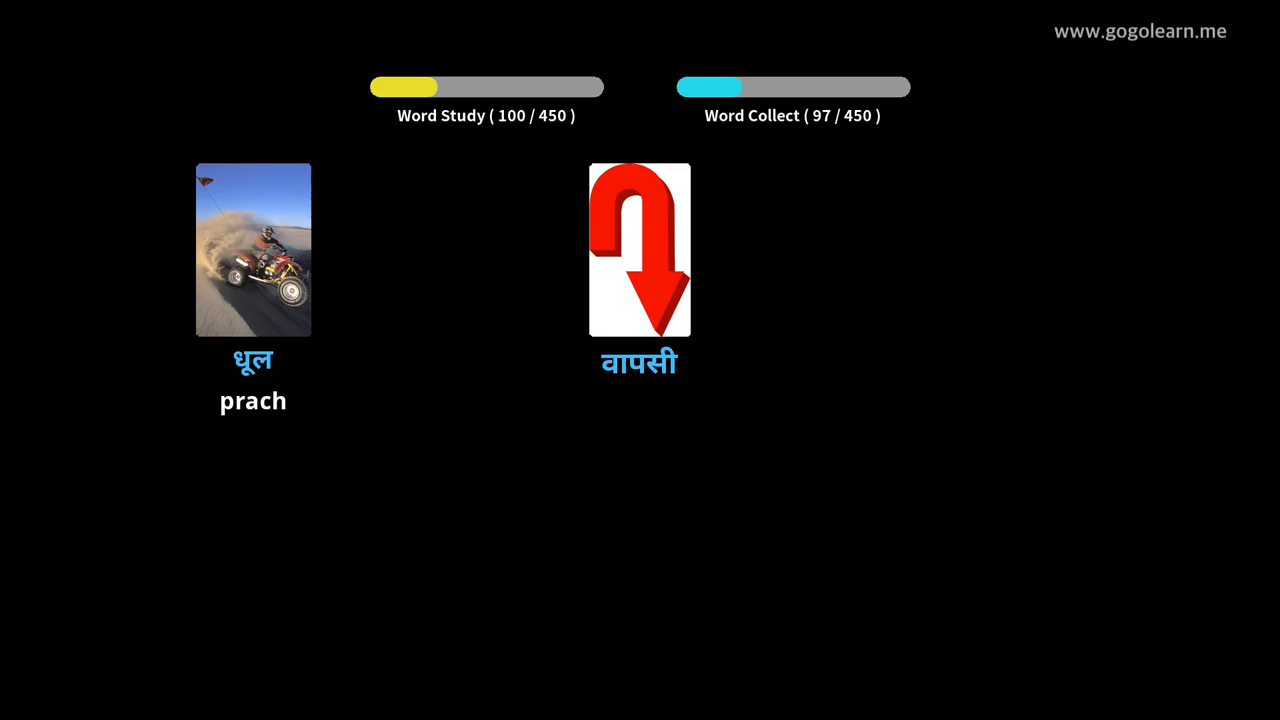 www.gogolearn.me
Word Study ( 100 / 450 )
Word Collect ( 97 / 450 )
धूल
वापसी
prach